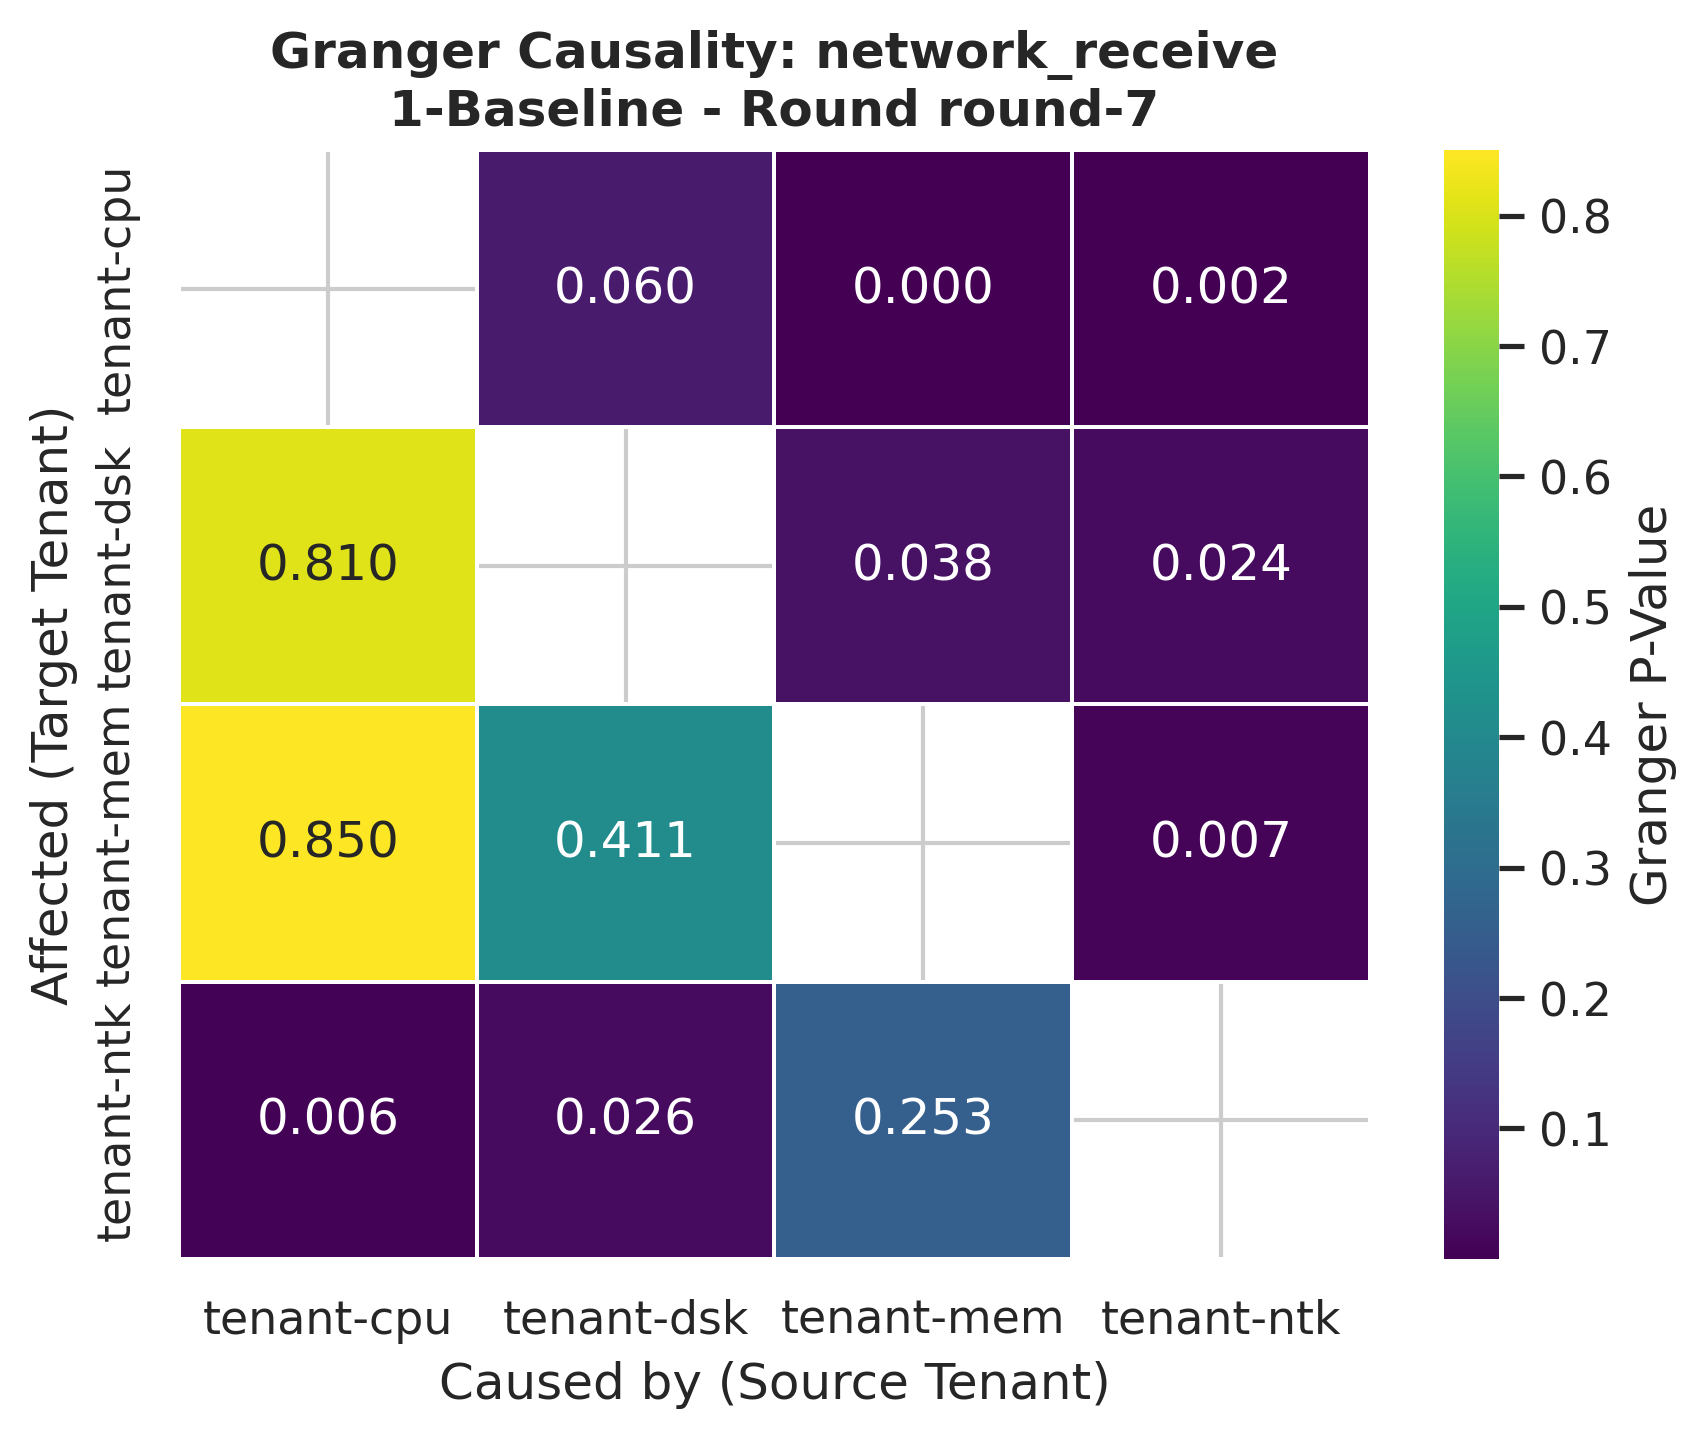 Granger Causality: network_receive
1-Baseline - Round round-7
Affected (Target Tenant)
tenant-cpu
0.060
0.000
0.002
tenant-dsk
0.810
0.038
0.024
tenant-mem
0.850
0.411
0.007
tenant-ntk
0.006
0.026
0.253
tenant-cpu
tenant-dsk
tenant-mem
tenant-ntk
Caused by (Source Tenant)
0.8
0.7
0.6
0.5
0.4
0.3
0.2
0.1
Granger P-Value